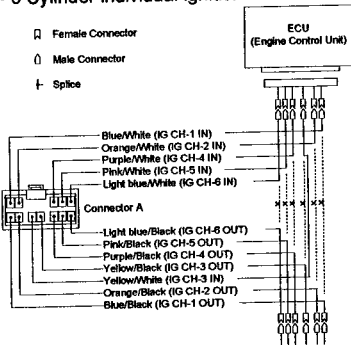 6 Cylinder Individual Ignition
Female Connector
Male Connector
Splice
ECU
(Engine Control Unit)
Blue/White (IG CH-1 IN)
Orange/White (IG CH-2 IN)
Purple/White (IG CH-4 IN)
Pink/White (IG CH-5 IN)
Light blue/White (IG CH-6 IN)
Connector A
Light blue/Black (IG CH-6 OUT)
Pink/Black (IG CH-5 OUT)
Purple/Black (IG CH-4 OUT)
Yellow/Black (IG CH-3 OUT)
Yellow/White (IG CH-3 IN)
Orange/Black (IG CH-2 OUT)
Blue/Black (IG CH-1 OUT)